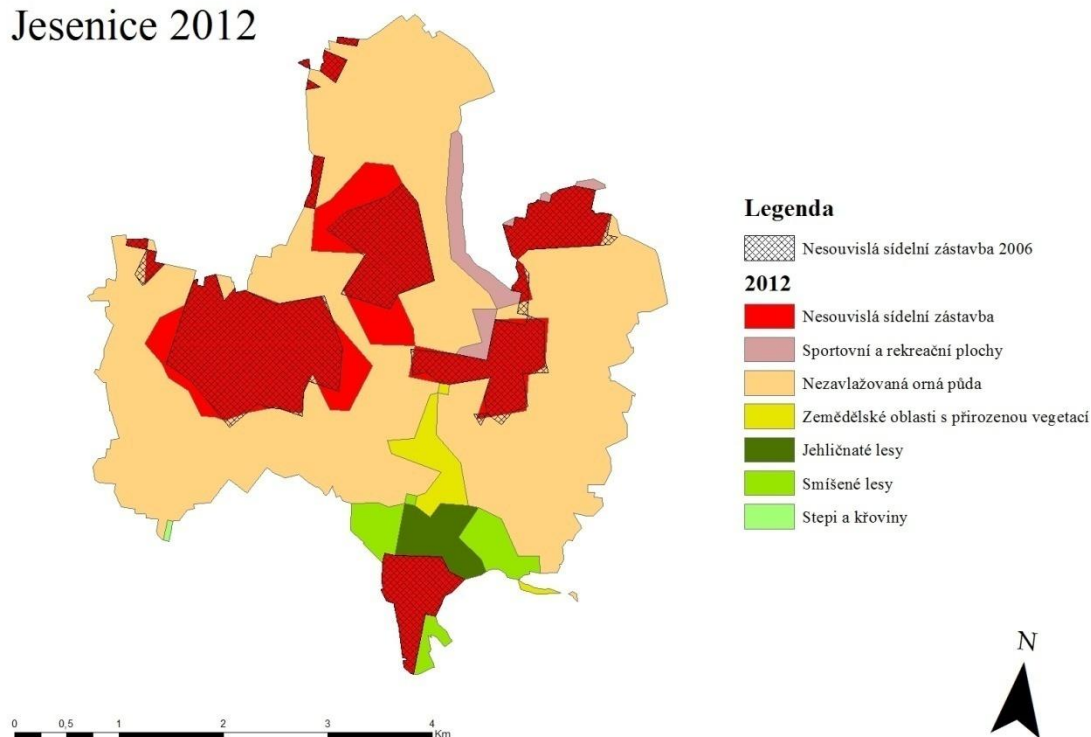 Jesenice 2012
Legenda
Nesouvislá sídelní zástavba 2006
2012
Nesouvislá sídelní zástavba
Sportovní a rekreační plochy
Nezavlažovaná orná půda
Zemědělské oblasti s přirozenou vegetací
Jehličnaté lesy
Smíšené lesy
Stepi a křoviny
N
0 0,5 1 2 3 4
Km